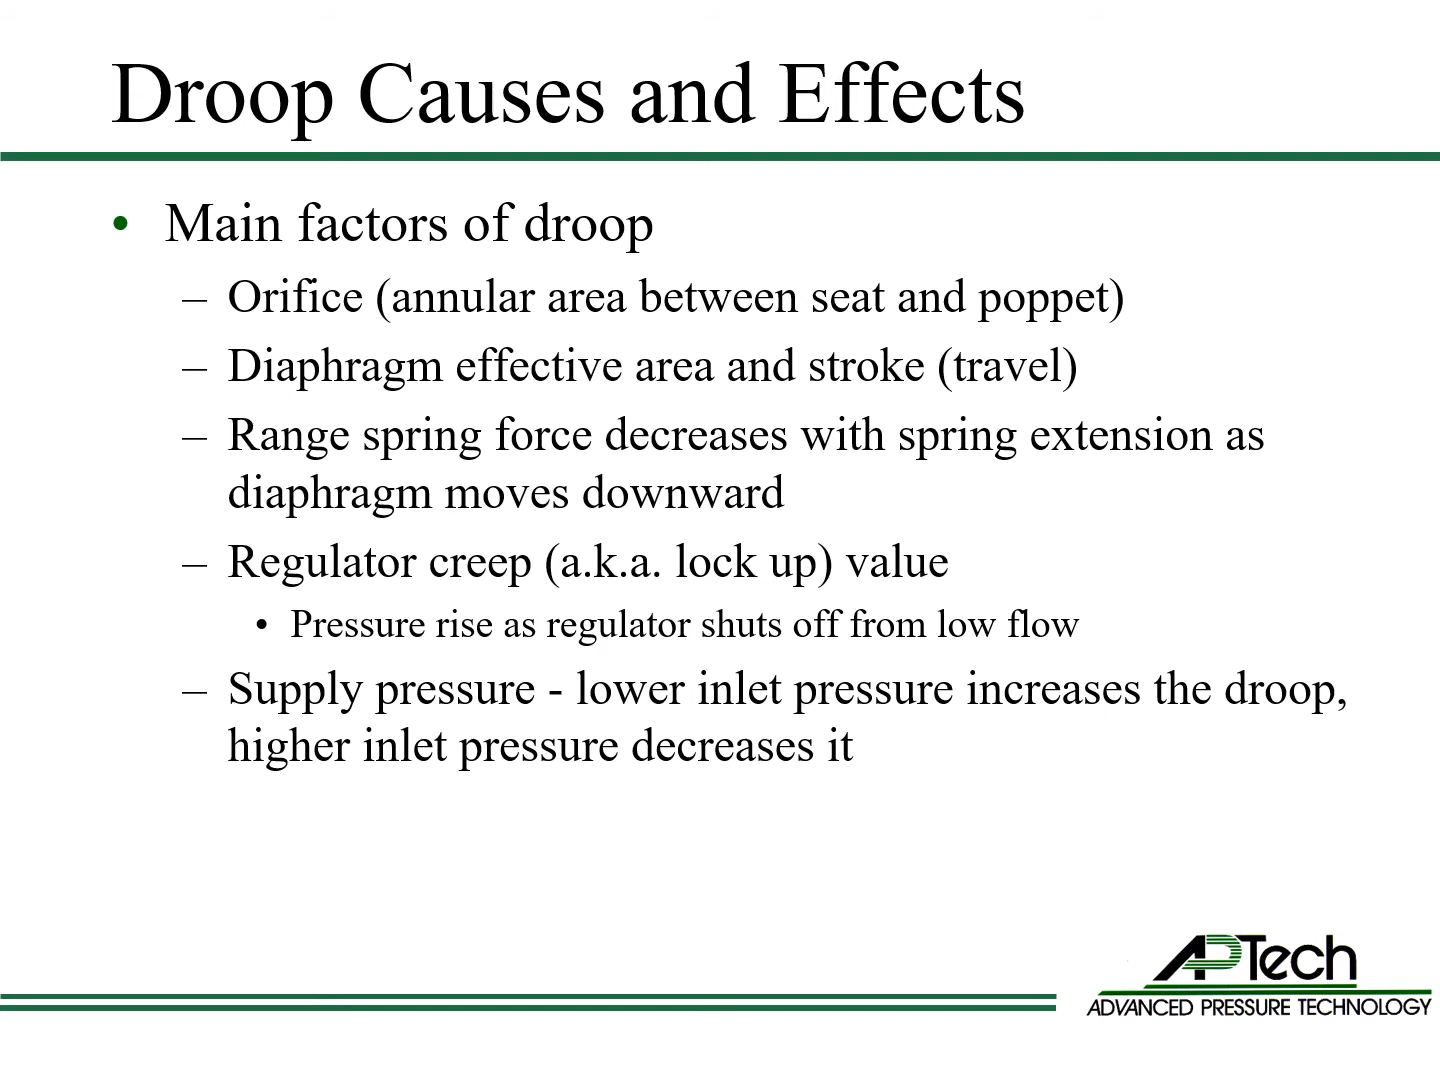 Droop Causes and Effects
• Main factors of droop
– Orifice (annular area between seat and poppet)
– Diaphragm effective area and stroke (travel)
– Range spring force decreases with spring extension as
diaphragm moves downward
– Regulator creep (a.k.a. lock up) value
• Pressure rise as regulator shuts off from low flow
– Supply pressure - lower inlet pressure increases the droop,
higher inlet pressure decreases it
APTech
ADVANCED PRESSURE TECHNOLOGY